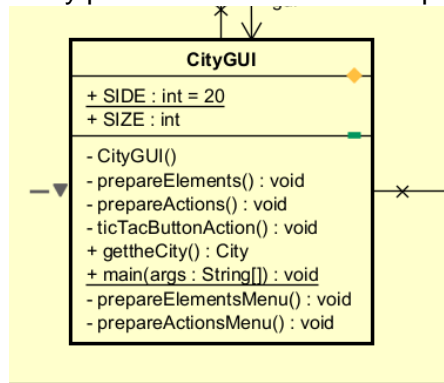 CityGUI
+ SIDE : int = 20
+ SIZE : int
- CityGUI()
- prepareElements() : void
- prepareActions() : void
- ticTacButtonAction() : void
+ gettheCity() : City
+ main(args : String[]) : void
- prepareElementsMenu() : void
- prepareActionsMenu() : void